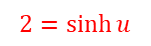 2 = sinh u